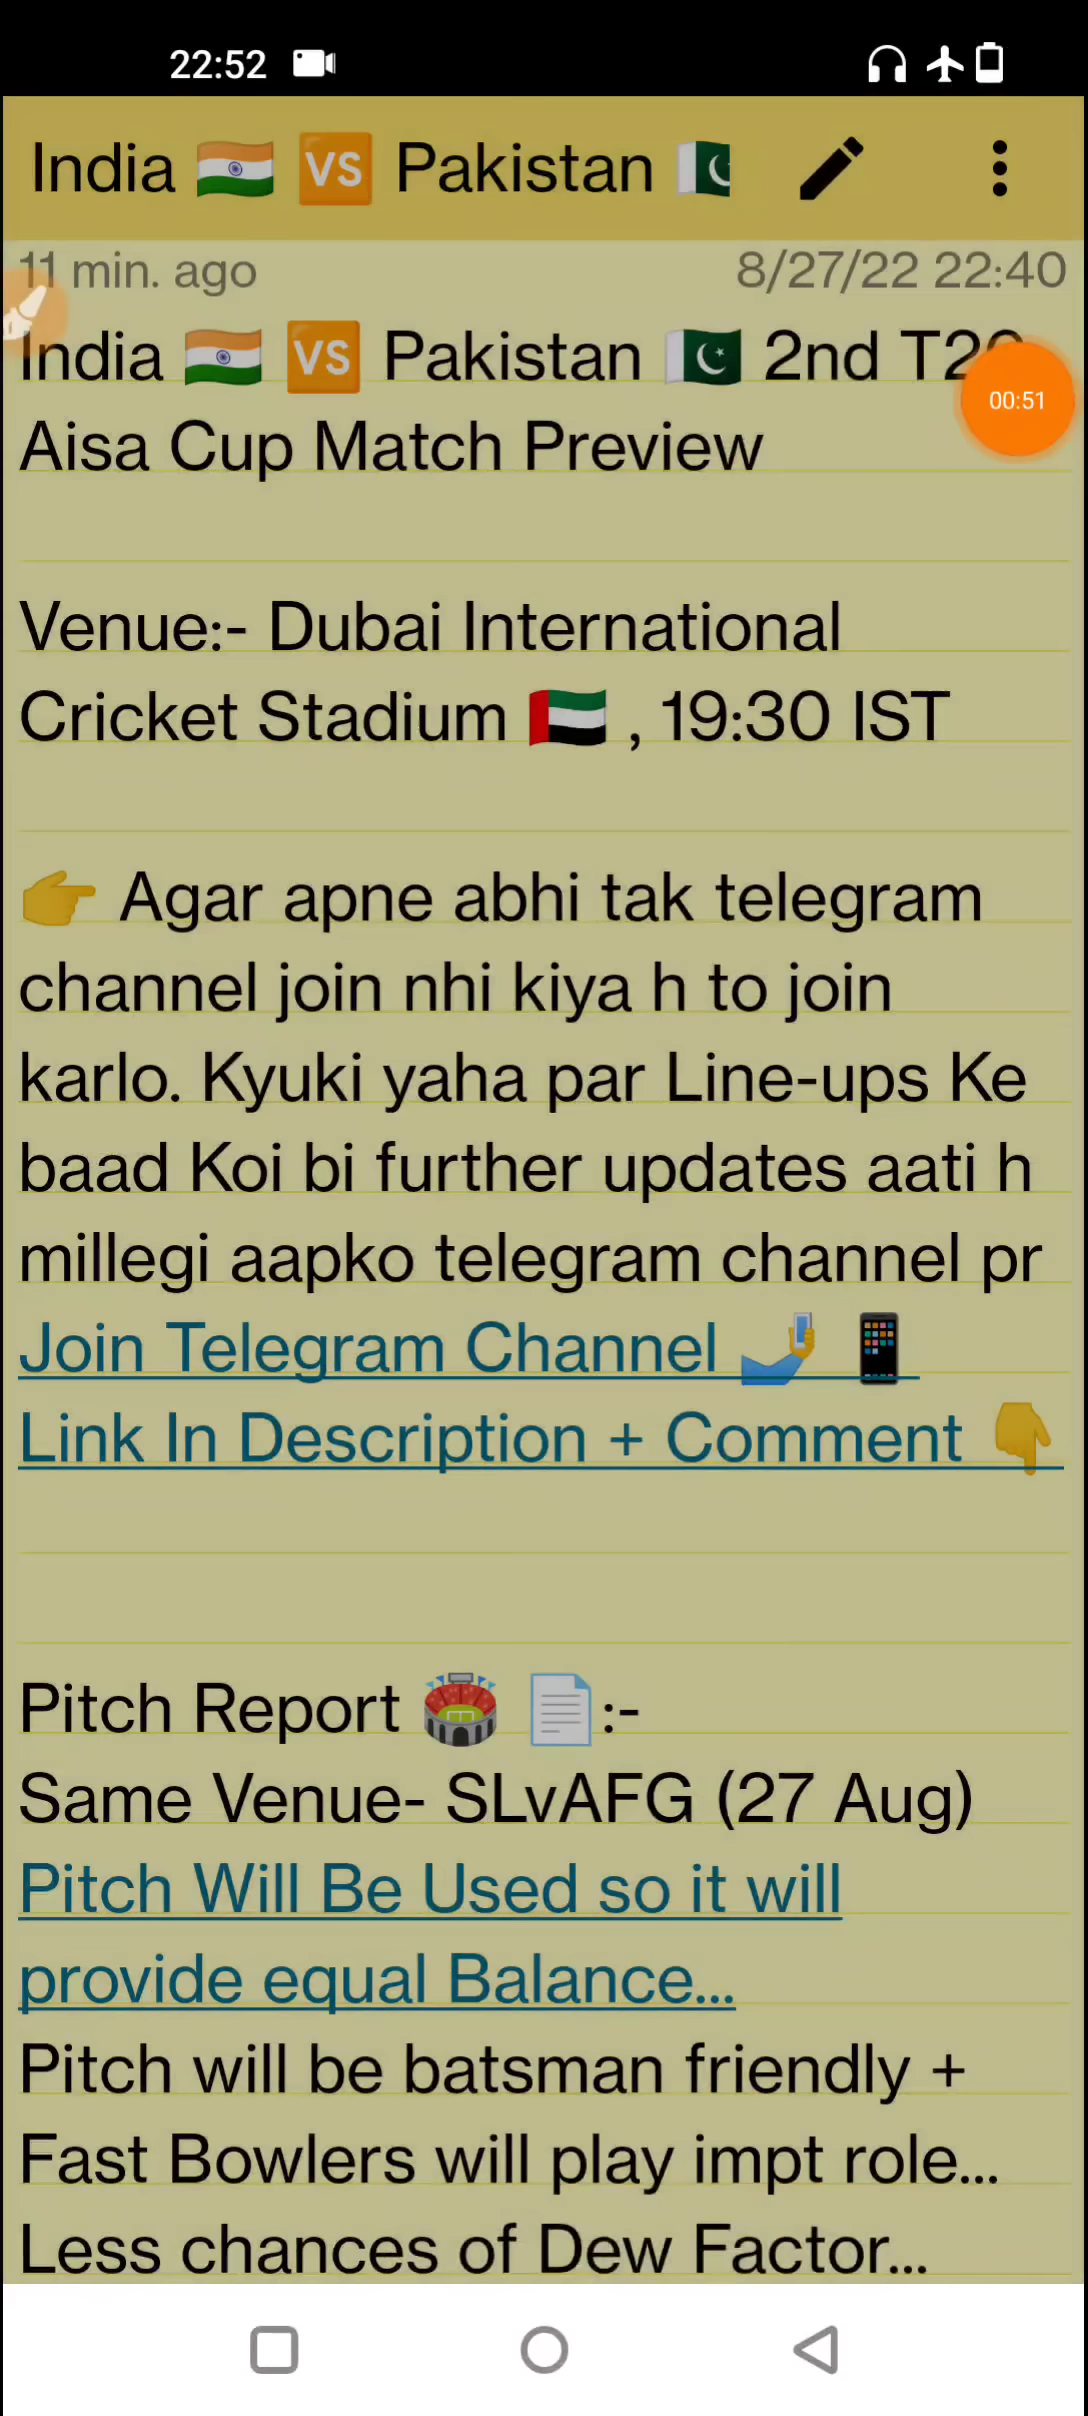 22:52
India 🇮🇳 🆚 Pakistan 🇵🇰
11 min. ago 8/27/22 22:40
India 🇮🇳 🆚 Pakistan 🇵🇰 2nd T20
00:51
Aisa Cup Match Preview
Venue:- Dubai International
Cricket Stadium 🇦🇪 , 19:30 IST
👉 Agar apne abhi tak telegram
channel join nhi kiya h to join
karlo. Kyuki yaha par Line-ups Ke
baad Koi bi further updates aati h
millegi aapko telegram channel pr
Join Telegram Channel 🤳 📱
Link In Description + Comment 👇
Pitch Report 🏟 📄:-
Same Venue- SLvAFG (27 Aug)
Pitch Will Be Used so it will
provide equal Balance...
Pitch will be batsman friendly +
Fast Bowlers will play impt role...
Less chances of Dew Factor...